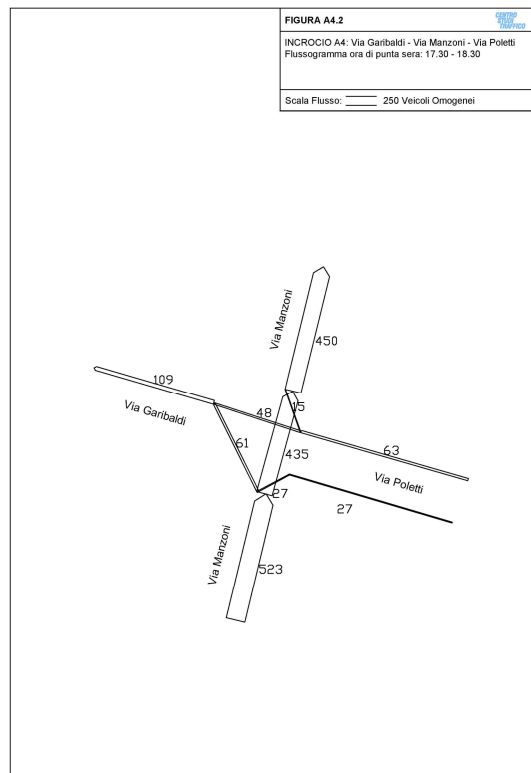 FIGURA A4.2
CENTRO
STUDI
TRAFFICO
INCROCIO A4: Via Garibaldi - Via Manzoni - Via Poletti
Flussogramma ora di punta sera: 17.30 - 18.30
Scala Flusso: 250 Veicoli Omogenei
Via Manzoni
450
109
Via Garibaldi
48
15
61
435
63
Via Poletti
27
27
Via Manzoni
523